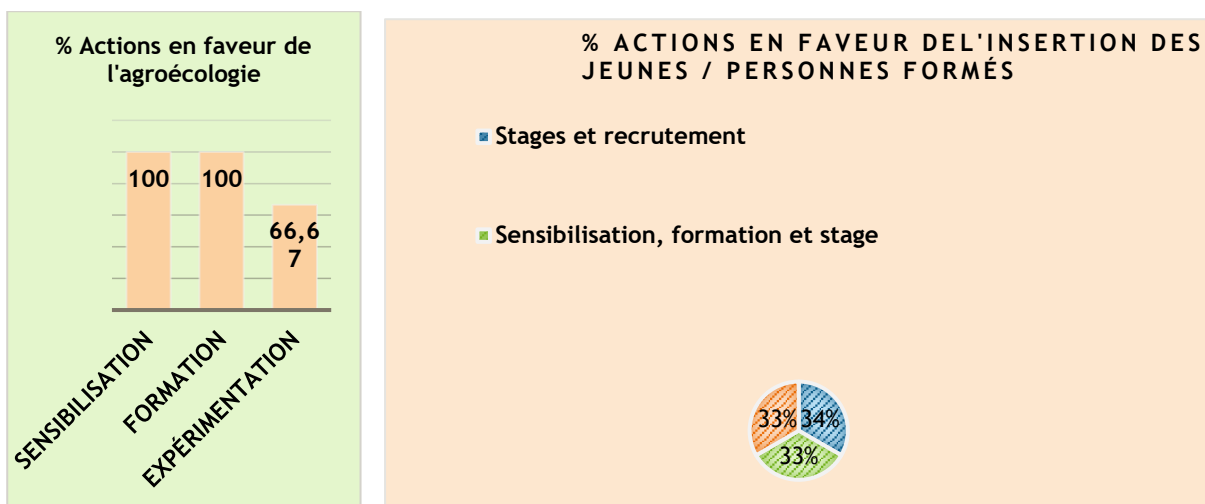 % Actions en faveur de
l'agroécologie
100
100
66,6
7
SENSIBILISATION
FORMATION
EXPÉRIMENTATION
% ACTIONS EN FAVEUR DEL'INSERTION DES
JEUNES / PERSONNES FORMÉS
Stages et recrutement
Sensibilisation, formation et stage
33%
34%
33%